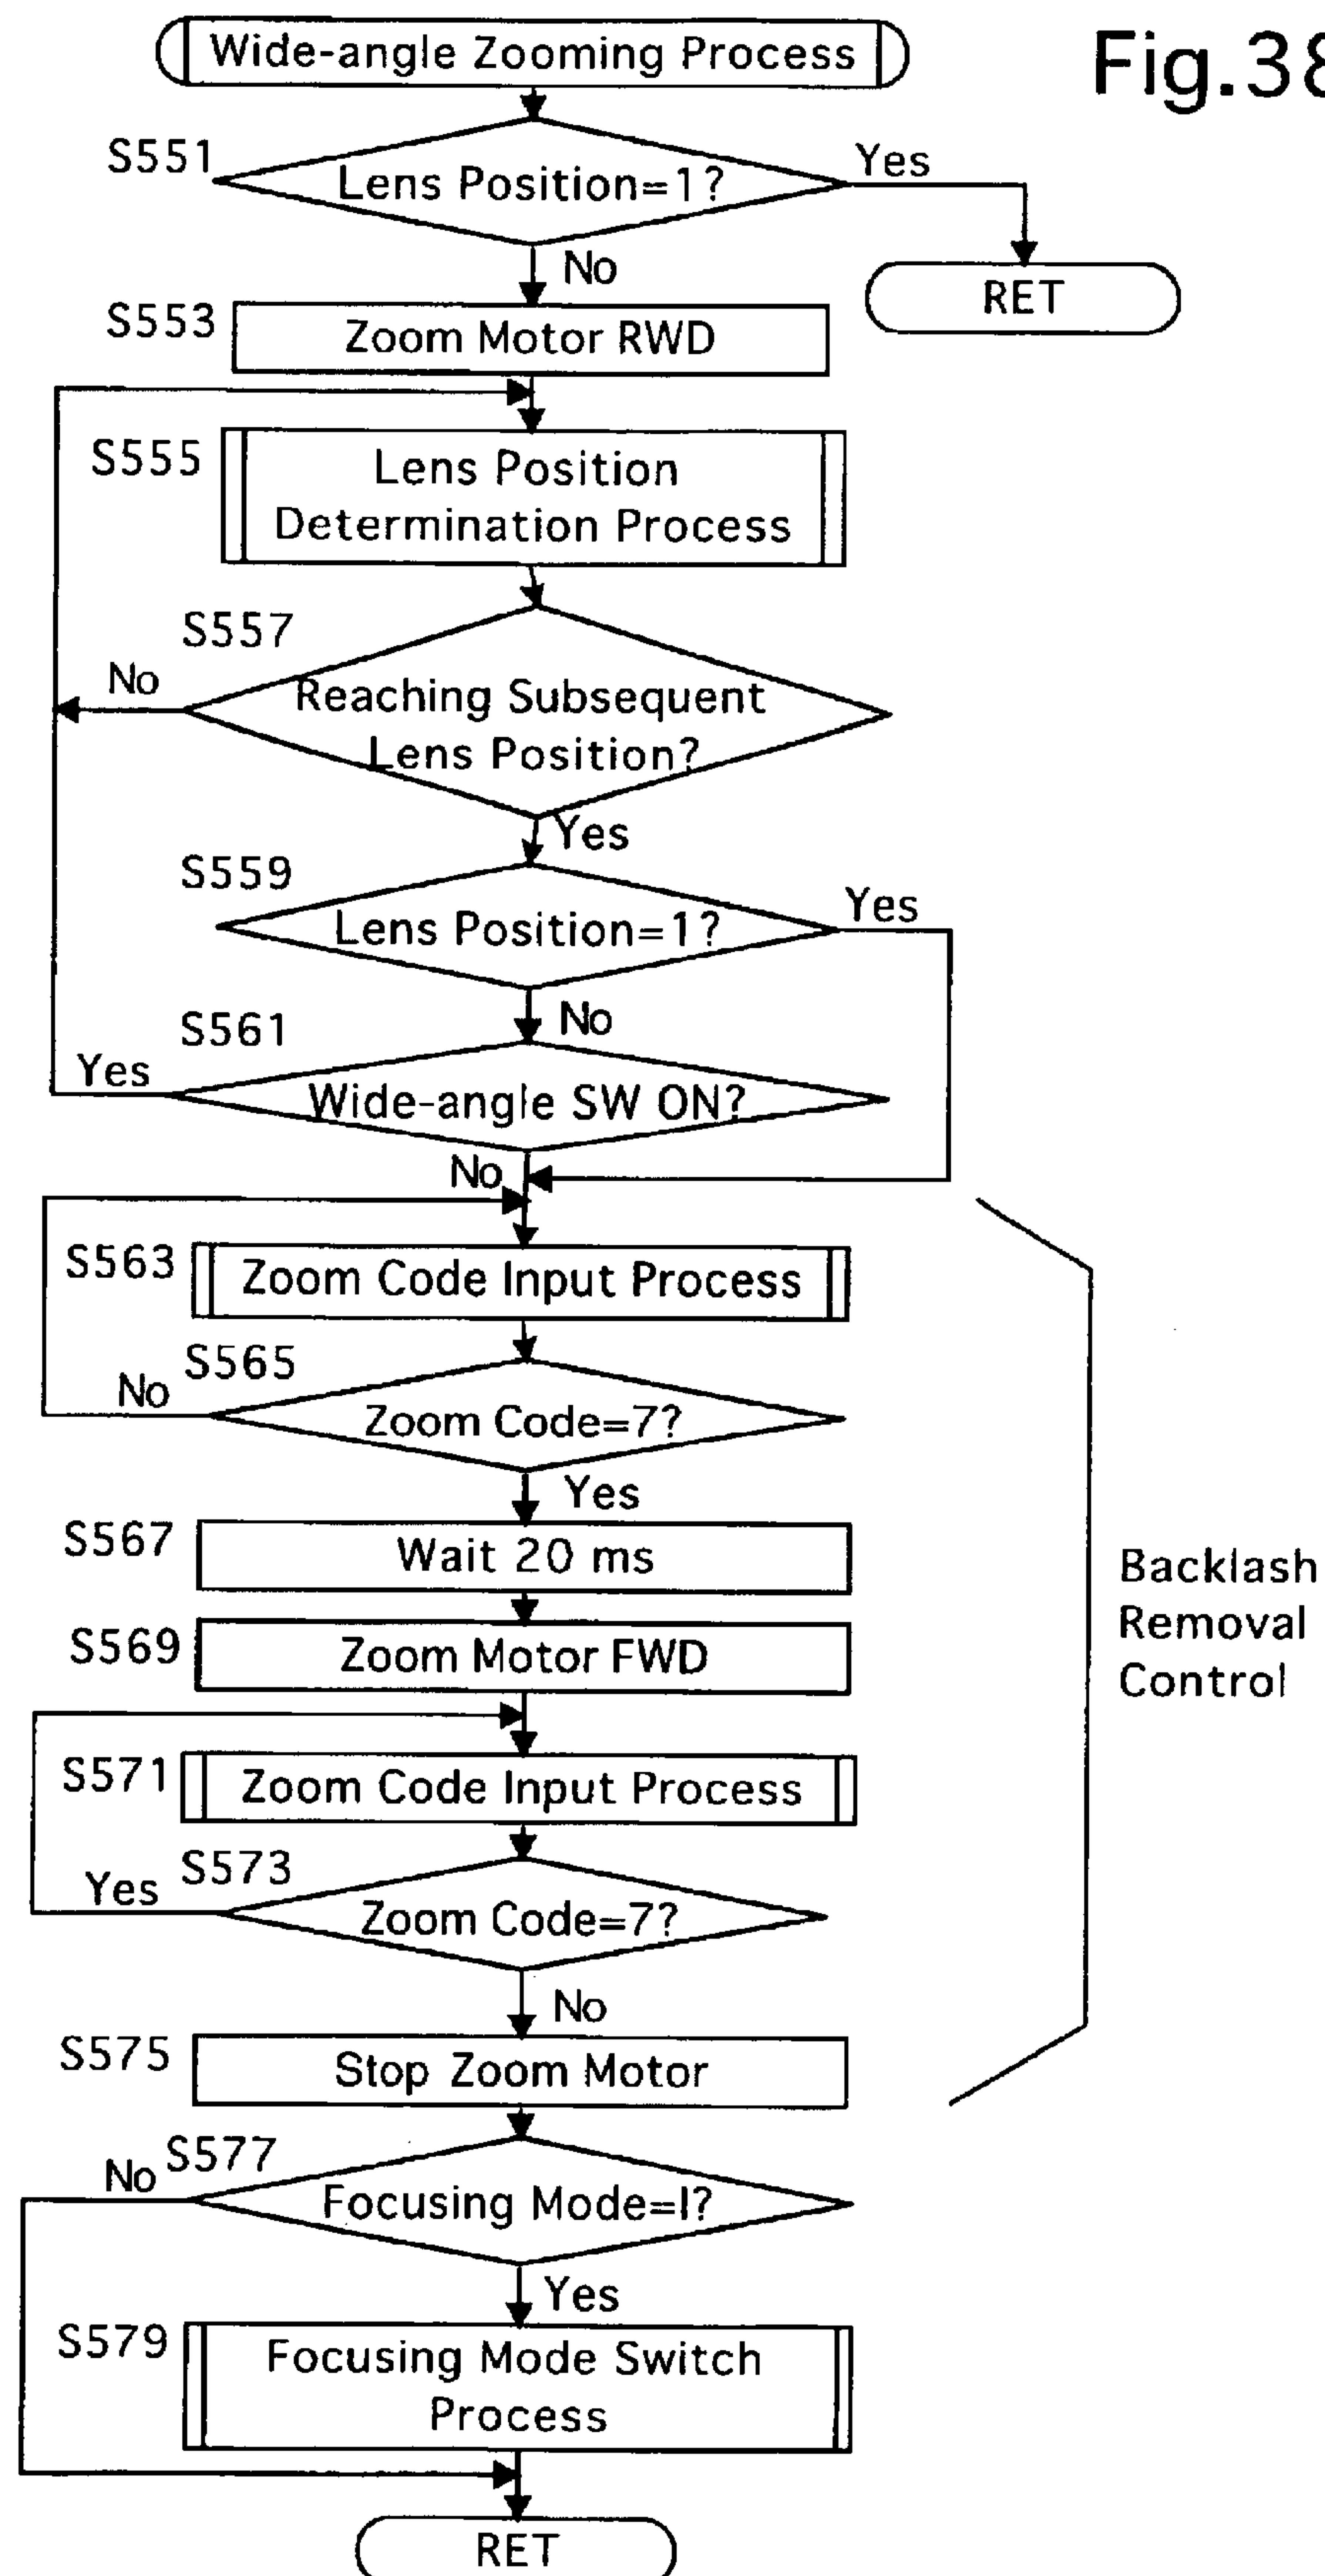 Wide-angle Zooming Process
Fig.38
S551
Lens Position=1?
Yes
No
RET
S553
Zoom Motor RWD
S555
Lens Position
Determination Process
S557
No
Reaching Subsequent
Lens Position?
Yes
S559
Lens Position=1?
Yes
No
S561
Yes
Wide-angle SW ON?
No
S563
Zoom Code Input Process
S565
No
Zoom Code=7?
Yes
S567
Wait 20 ms
S569
Zoom Motor FWD
Backlash
Removal
Control
S571
Zoom Code Input Process
S573
Yes
Zoom Code=7?
No
S575
Stop Zoom Motor
S577
No
Focusing Mode=I?
Yes
S579
Focusing Mode Switch
Process
RET